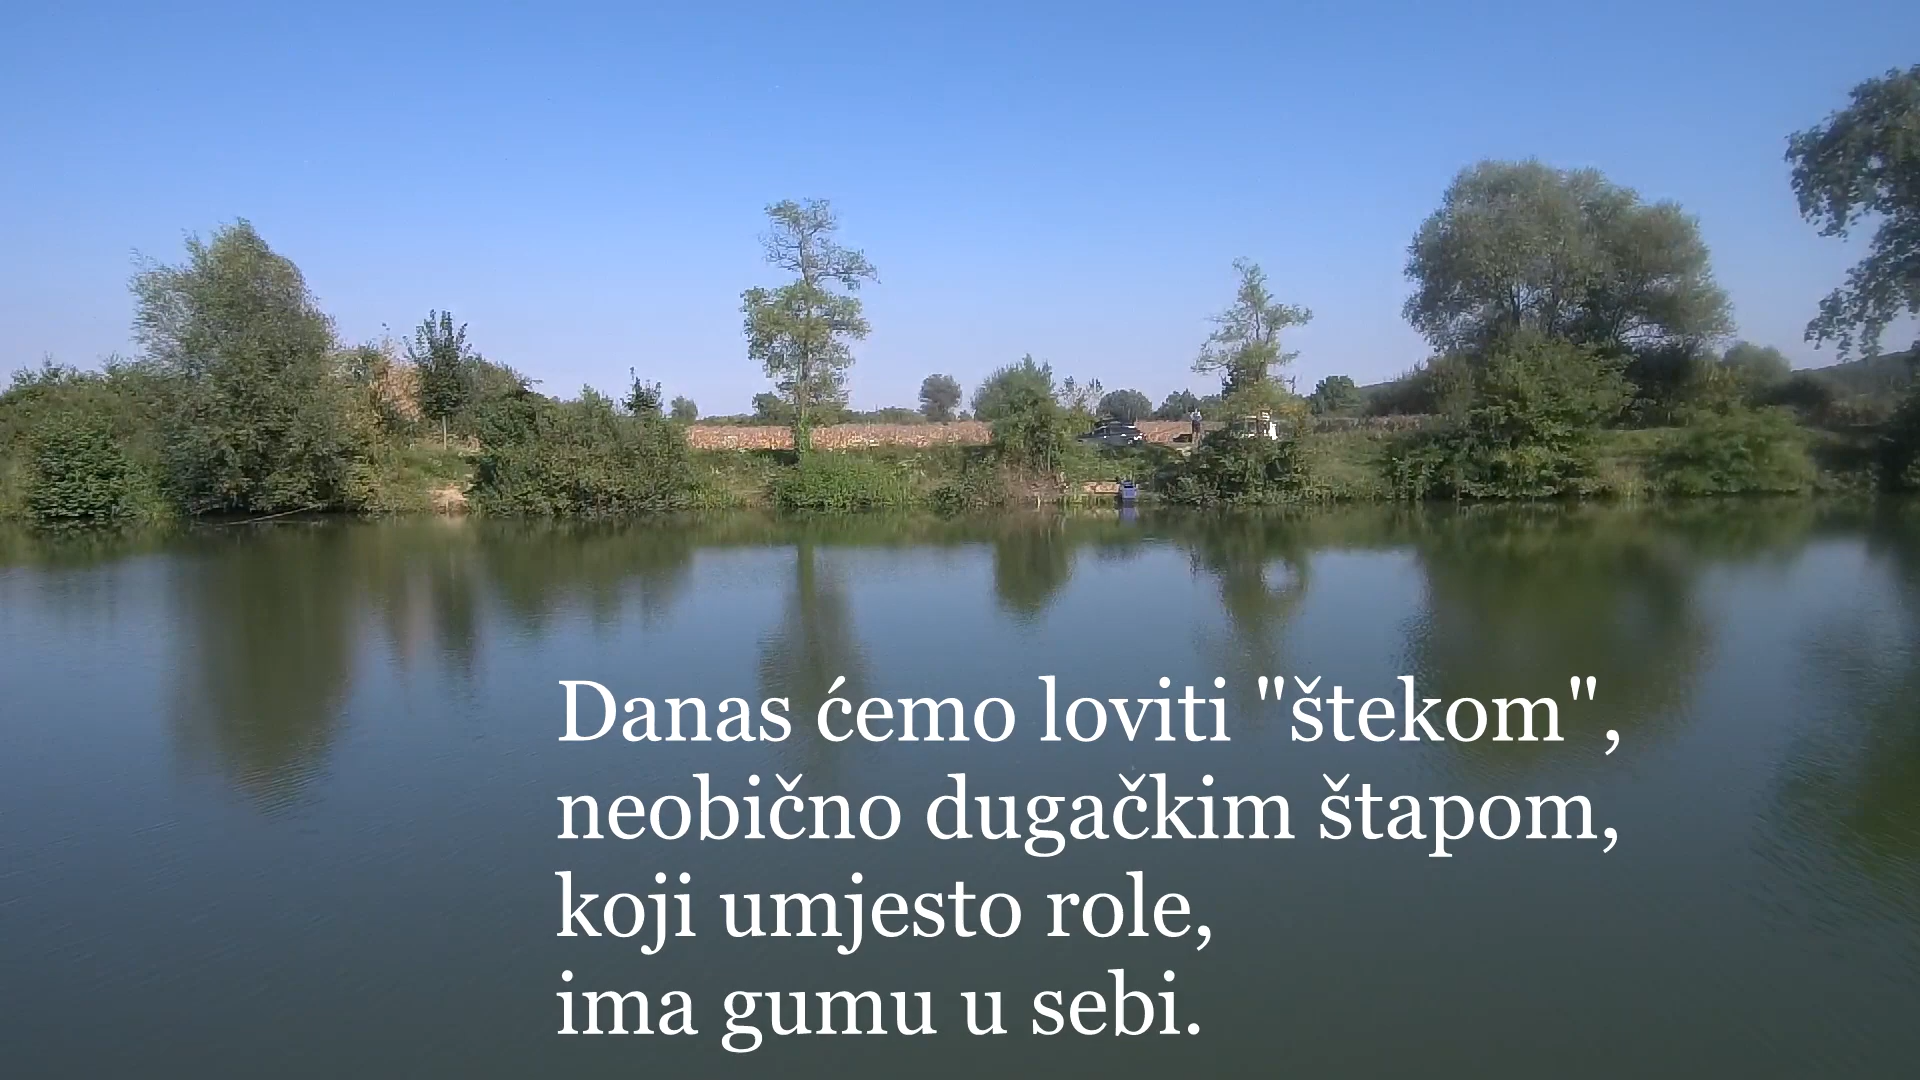 Danas ćemo loviti "štekom",
neobično dugačkim štapom,
koji umjesto role,
ima gumu u sebi.